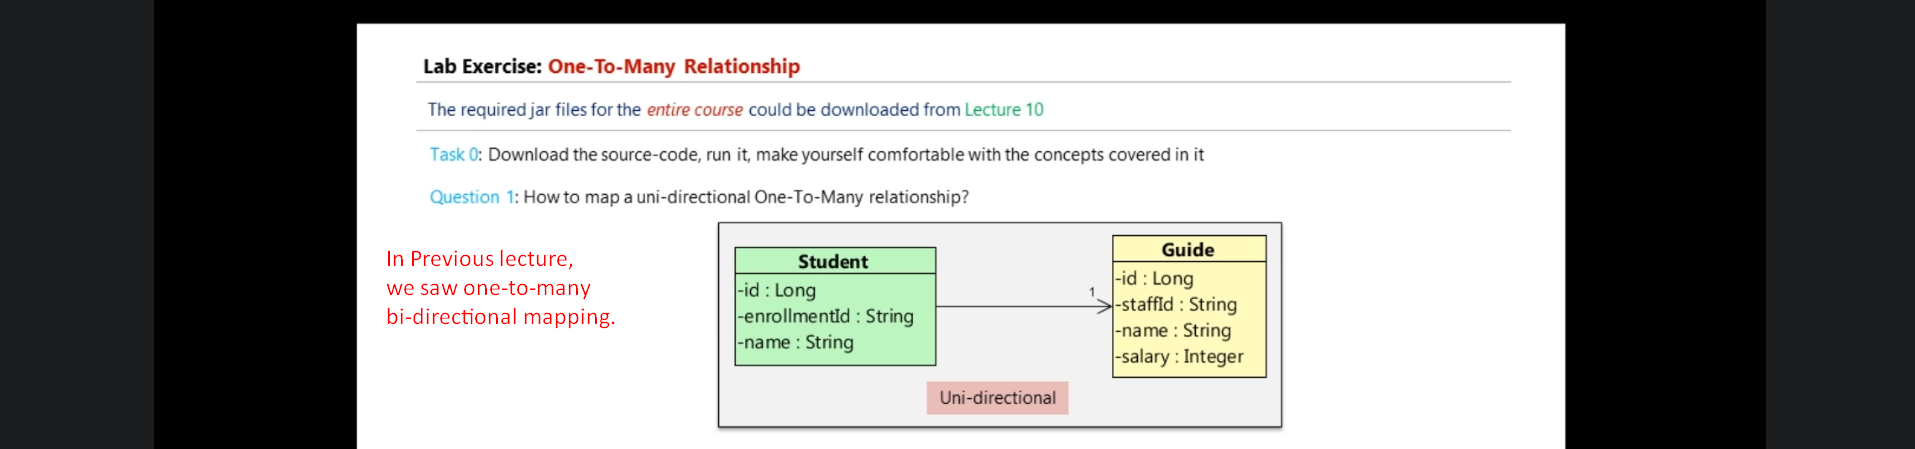 Lab Exercise: One-To-Many Relationship
The required jar files for the entire course could be downloaded from Lecture 10
Task 0: Download the source-code, run it, make yourself comfortable with the concepts covered in it
Question 1: How to map a uni-directional One-To-Many relationship?
In Previous lecture,
we saw one-to-many
bi-directional mapping.
Student
-id : Long
-enrollmentId : String
-name : String
1
Guide
-id : Long
-staffId : String
-name : String
-salary : Integer
Uni-directional